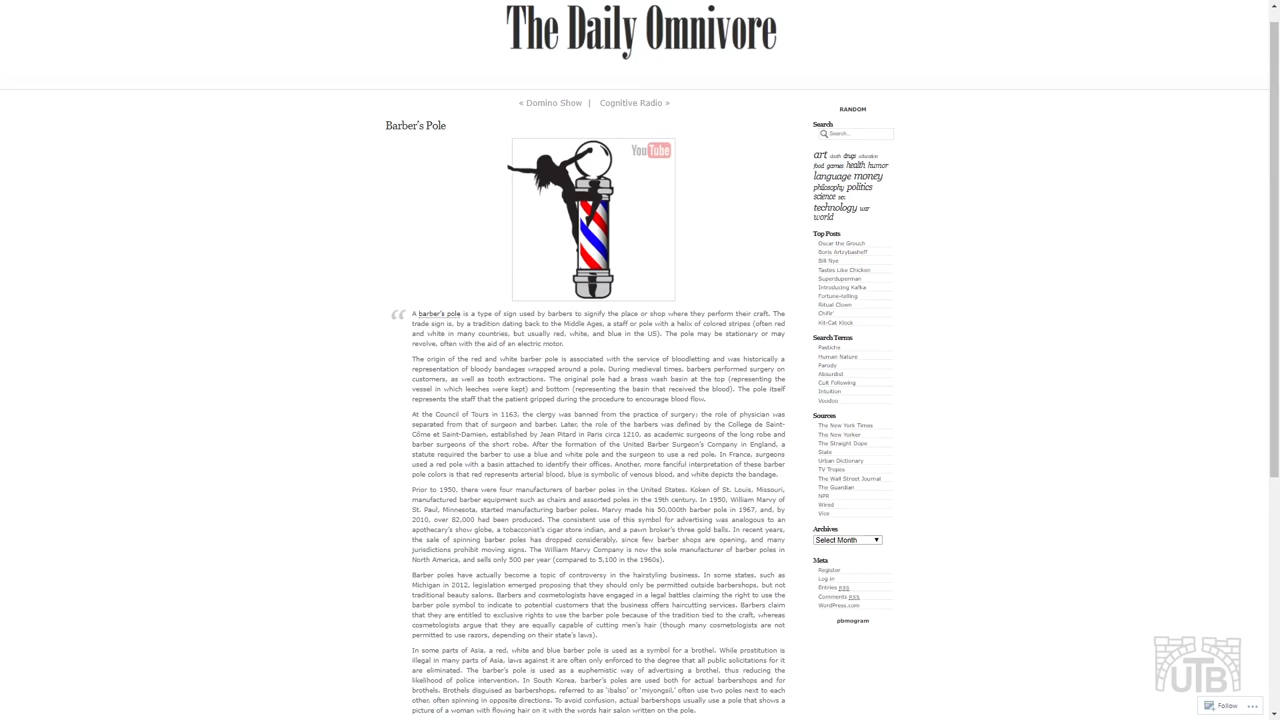 The Daily Omnivore
« Domino Show | Cognitive Radio »
Barber's Pole
YouTube
“
A barber's pole is a type of sign used by barbers to signify the place or shop where they perform their craft. The
trade sign is, by a tradition dating back to the Middle Ages, a staff or pole with a helix of colored stripes (often red
and white in many countries, but usually red, white, and blue in the US). The pole may be stationary or may
revolve, often with the aid of an electric motor.
The origin of the red and white barber pole is associated with the service of bloodletting and was historically a
representation of bloody bandages wrapped around a pole. During medieval times, barbers performed surgery on
customers, as well as tooth extractions. The original pole had a brass wash basin at the top (representing the
vessel in which leeches were kept) and bottom (representing the basin that received the blood). The pole itself
represents the staff that the patient gripped during the procedure to encourage blood flow.
At the Council of Tours in 1163, the clergy was banned from the practice of surgery; the role of physician was
separated from that of surgeon and barber. Later, the role of the barbers was defined by the College de Saint-
Côme et Saint-Damien, established by Jean Pitard in Paris circa 1210, as academic surgeons of the long robe and
barber surgeons of the short robe. After the formation of the United Barber Surgeon's Company in England, a
statute required the barber to use a blue and white pole and the surgeon to use a red pole. In France, surgeons
used a red pole with a basin attached to identify their offices. Another, more fanciful interpretation of these barber
pole colors is that red represents arterial blood, blue is symbolic of venous blood, and white depicts the bandage.
Prior to 1950, there were four manufacturers of barber poles in the United States. Koken of St. Louis, Missouri,
manufactured barber equipment such as chairs and assorted poles in the 19th century. In 1950, William Marvy of
St. Paul, Minnesota, started manufacturing barber poles. Marvy made his 50,000th barber pole in 1967, and, by
2010, over 82,000 had been produced. The consistent use of this symbol for advertising was analogous to an
apothecary's show globe, a tobacconist's cigar store indian, and a pawn broker's three gold balls. In recent years,
the sale of spinning barber poles has dropped considerably, since few barber shops are opening, and many
jurisdictions prohibit moving signs. The William Marvy Company is now the sole manufacturer of barber poles in
North America, and sells only 500 per year (compared to 5,100 in the 1960s).
Barber poles have actually become a topic of controversy in the hairstyling business. In some states, such as
Michigan in 2012, legislation emerged proposing that they should only be permitted outside barbershops, but not
traditional beauty salons. Barbers and cosmetologists have engaged in a legal battles claiming the right to use the
barber pole symbol to indicate to potential customers that the business offers haircutting services. Barbers claim
that they are entitled to exclusive rights to use the barber pole because of the tradition tied to the craft, whereas
cosmetologists argue that they are equally capable of cutting men's hair (though many cosmetologists are not
permitted to use razors, depending on their state's laws).
In some parts of Asia, a red, white and blue barber pole is used as a symbol for a brothel. While prostitution is
illegal in many parts of Asia, laws against it are often only enforced to the degree that all public solicitations for it
are eliminated. The barber's pole is used as a euphemistic way of advertising a brothel, thus reducing the
likelihood of police intervention. In South Korea, barber's poles are used both for actual barbershops and for
brothels. Brothels disguised as barbershops, referred to as 'ibalso' or 'miyongsil,' often use two poles next to each
other, often spinning in opposite directions. To avoid confusion, actual barbershops usually use a pole that shows a
picture of a woman with flowing hair on it with the words hair salon written on the pole.
RANDOM
Search
Search...
art death drugs education
food games health humor
language money
philosophy politics
science sex
technology war
world
Top Posts
Oscar the Grouch
Boris Artzybasheff
Bill Nye
Tastes Like Chicken
Superduperman
Introducing Kafka
Fortune-telling
Ritual Clown
Chifir'
Kit-Cat Klock
Search Terms
Pastiche
Human Nature
Parody
Absurdist
Cult Following
Intuition
Voodoo
Sources
The New York Times
The New Yorker
The Straight Dope
Slate
Urban Dictionary
TV Tropes
The Wall Street Journal
The Guardian
NPR
Wired
Vice
Archives
Select Month
Meta
Register
Log in
Entries RSS
Comments RSS
WordPress.com
pbmogram
UTB
Follow